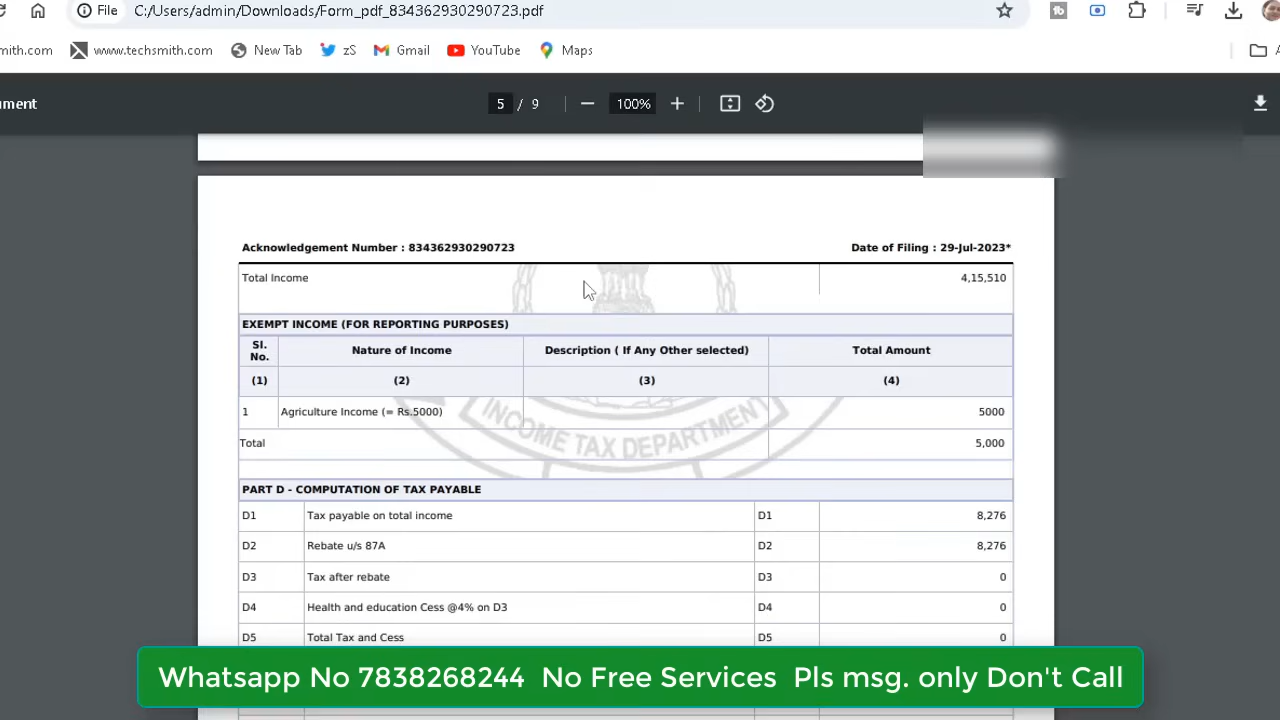 File C:/Users/admin/Downloads/Form_pdf_834362930290723.pdf
mith.com www.techsmith.com New Tab zS Gmail YouTube Maps
ument 5 / 9 100%
Acknowledgement Number : 834362930290723 Date of Filing : 29-Jul-2023*
Total Income 4,15,510
EXEMPT INCOME (FOR REPORTING PURPOSES)
Sl. No. Nature of Income Description ( If Any Other selected) Total Amount
(1) (2) (3) (4)
1 Agriculture Income (= Rs.5000) 5000
Total 5,000
INCOME TAX DEPARTMENT
PART D - COMPUTATION OF TAX PAYABLE
D1 Tax payable on total income D1 8,276
D2 Rebate u/s 87A D2 8,276
D3 Tax after rebate D3 0
D4 Health and education Cess @4% on D3 D4 0
D5 Total Tax and Cess D5 0
Whatsapp No 7838268244 No Free Services Pls msg. only Don't Call